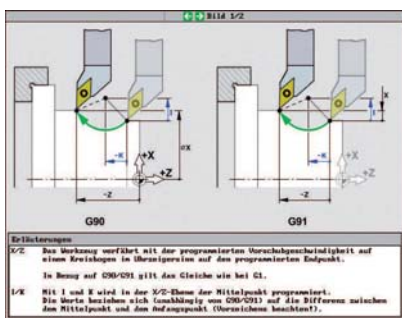 Bild 1/2
I
I
X
-K
-K
øX
+X
+X
+Z
+Z
-Z
-Z
G90
G91
Erläuterungen
X/Z Das Werkzeug verfährt mit der programmierten Vorschubgeschwindigkeit auf
einem Kreisbogen im Uhrzeigersinn auf den programmierten Endpunkt.
In Bezug auf G90/G91 gilt das Gleiche wie bei G1.
I/K Mit I und K wird in der X/Z-Ebene der Mittelpunkt programmiert.
Die Werte beziehen sich (unabhängig von G90/G91) auf die Differenz zwischen
dem Mittelpunkt und dem Anfangspunkt (Vorzeichen beachten!).